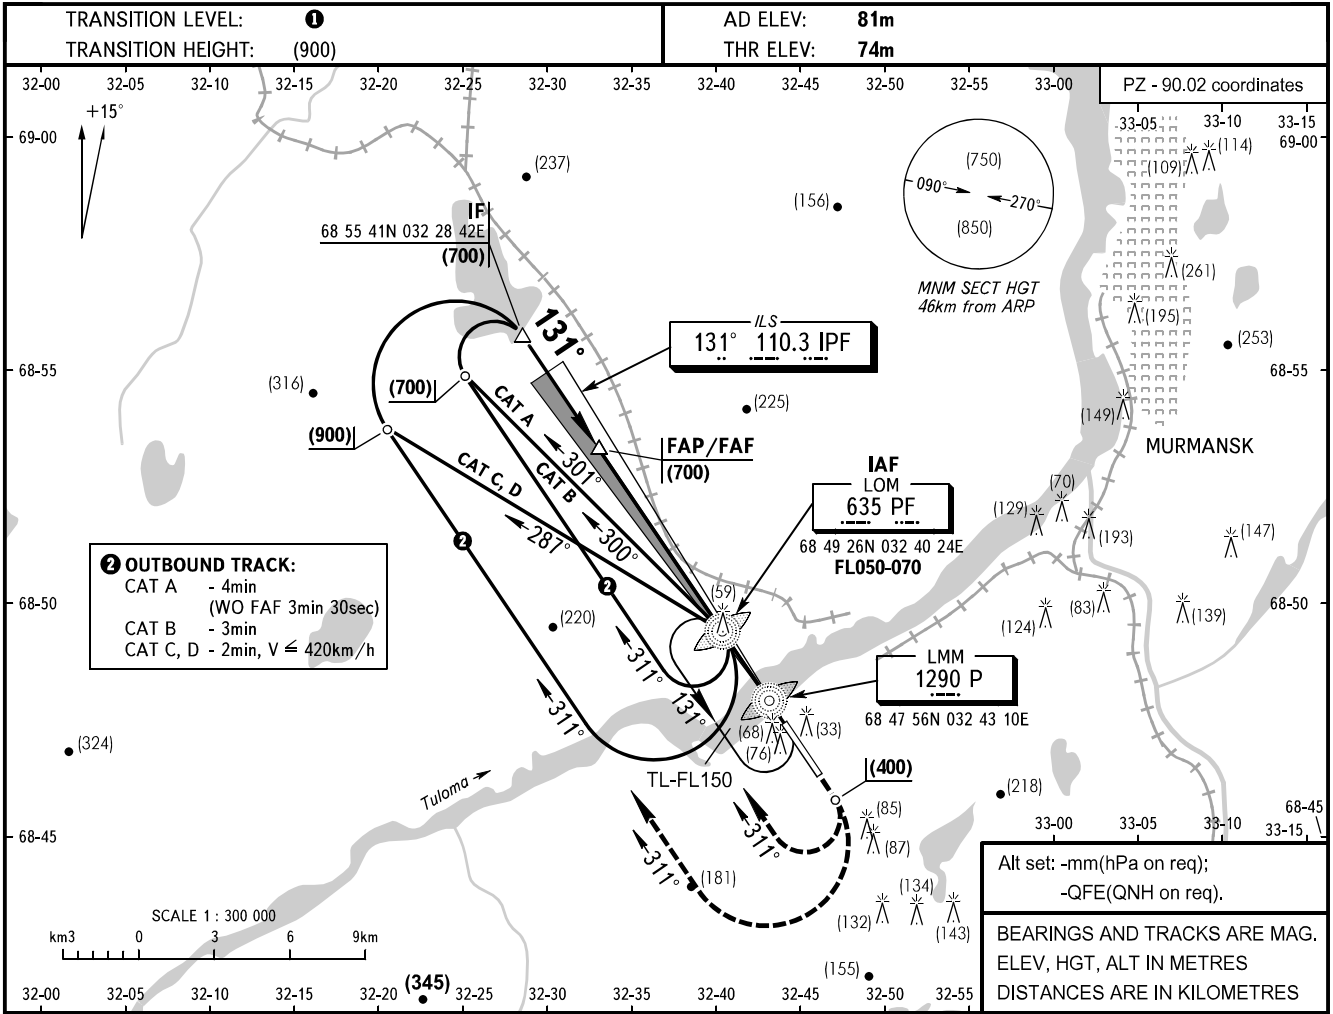 TRANSITION LEVEL: ❶
TRANSITION HEIGHT: (900)
AD ELEV: 81m
THR ELEV: 74m
32-00 32-05 32-10 32-15 32-20 32-25 32-30 32-35 32-40 32-45 32-50 32-55 33-00
PZ - 90.02 coordinates
33-05 33-10 33-15
69-00
69-00
+15°
(237)
(156)
(109)
(114)
(750)
090°
270°
(850)
MNM SECT HGT
46km from ARP
IF
68 55 41N 032 28 42E
(700)
(261)
(195)
(253)
131°
ILS
131° 110.3 IPF
68-55
68-55
(316)
(700)
(225)
(149)
CAT A
(900)
FAP/FAF
(700)
MURMANSK
301°
CAT C, D
CAT B
IAF
LOM
635 PF
68 49 26N 032 40 24E
FL050-070
(70)
(129)
(193)
(147)
287°
300°
❷
❷
❷ OUTBOUND TRACK:
CAT A - 4min
(WO FAF 3min 30sec)
CAT B - 3min
CAT C, D - 2min, V ≤ 420km/h
(59)
68-50
68-50
(220)
(124)
(83)
(139)
311°
131°
311°
LMM
1290 P
68 47 56N 032 43 10E
(68)
(76)
(33)
(324)
TL-FL150
(400)
Tuloma
(218)
68-45
68-45
33-00 33-05 33-10 33-15
(85)
(87)
311°
311°
(181)
(134)
(132)
(143)
(155)
(345)
SCALE 1 : 300 000
km3 0 3 6 9km
Alt set: -mm(hPa on req);
-QFE(QNH on req).
BEARINGS AND TRACKS ARE MAG.
ELEV, HGT, ALT IN METRES
DISTANCES ARE IN KILOMETRES
32-00 32-05 32-10 32-15 32-20 32-25 32-30 32-35 32-40 32-45 32-50 32-55